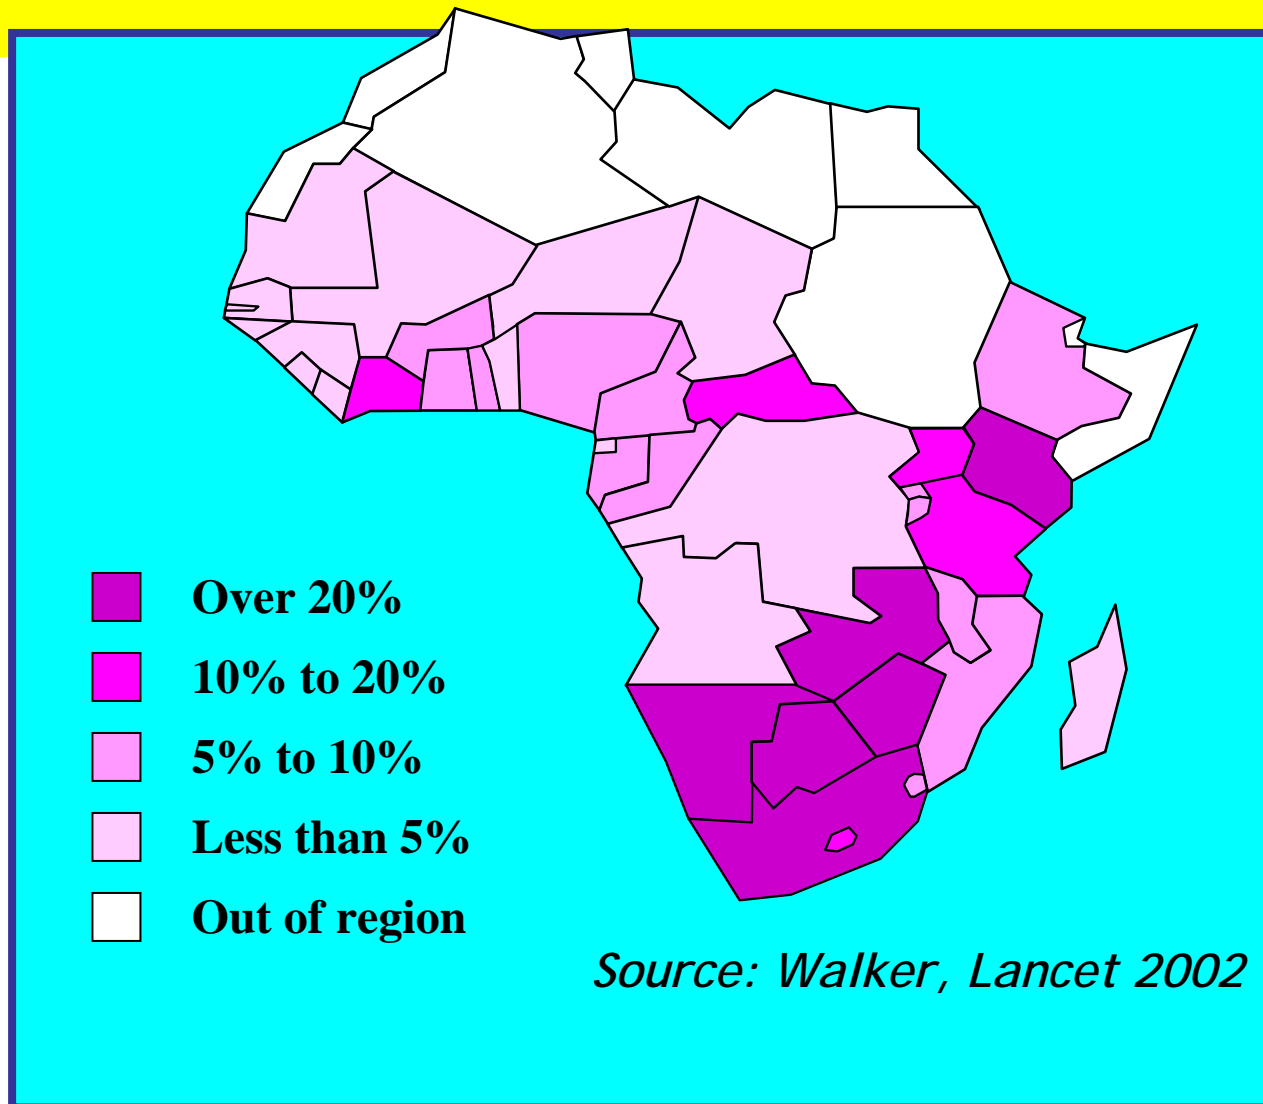 Over 20%
10% to 20%
5% to 10%
Less than 5%
Out of region
Source: Walker, Lancet 2002